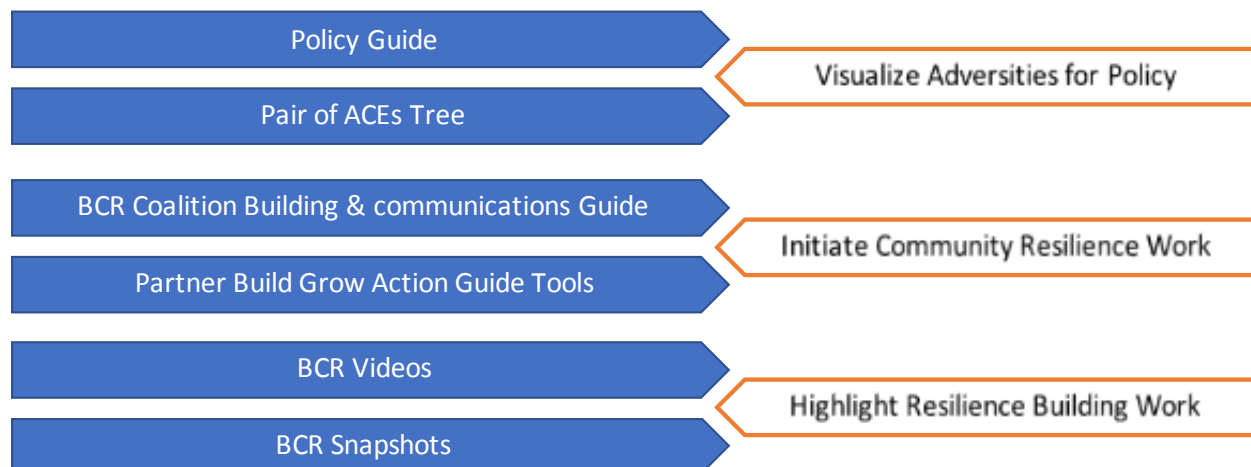 Policy Guide
Visualize Adversities for Policy
Pair of ACEs Tree
BCR Coalition Building & communications Guide
Initiate Community Resilience Work
Partner Build Grow Action Guide Tools
BCR Videos
Highlight Resilience Building Work
BCR Snapshots